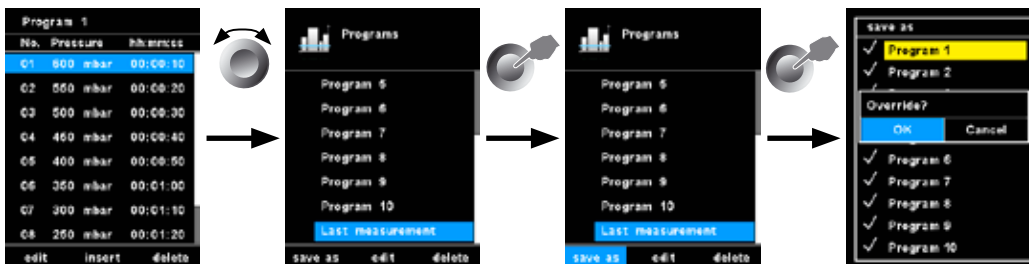 Program 1
No. Pressure hh:mm:ss
01 600 mbar 00:00:10
02 550 mbar 00:00:20
03 500 mbar 00:00:30
04 450 mbar 00:00:40
05 400 mbar 00:00:50
06 350 mbar 00:01:00
07 300 mbar 00:01:10
08 250 mbar 00:01:20
edit insert delete
Programs
Program 5
Program 6
Program 7
Program 8
Program 9
Program 10
Last measurement
save as edit delete
Programs
Program 5
Program 6
Program 7
Program 8
Program 9
Program 10
Last measurement
save as edit delete
save as
Program 1
Program 2
Override?
OK Cancel
Program 6
Program 7
Program 8
Program 9
Program 10